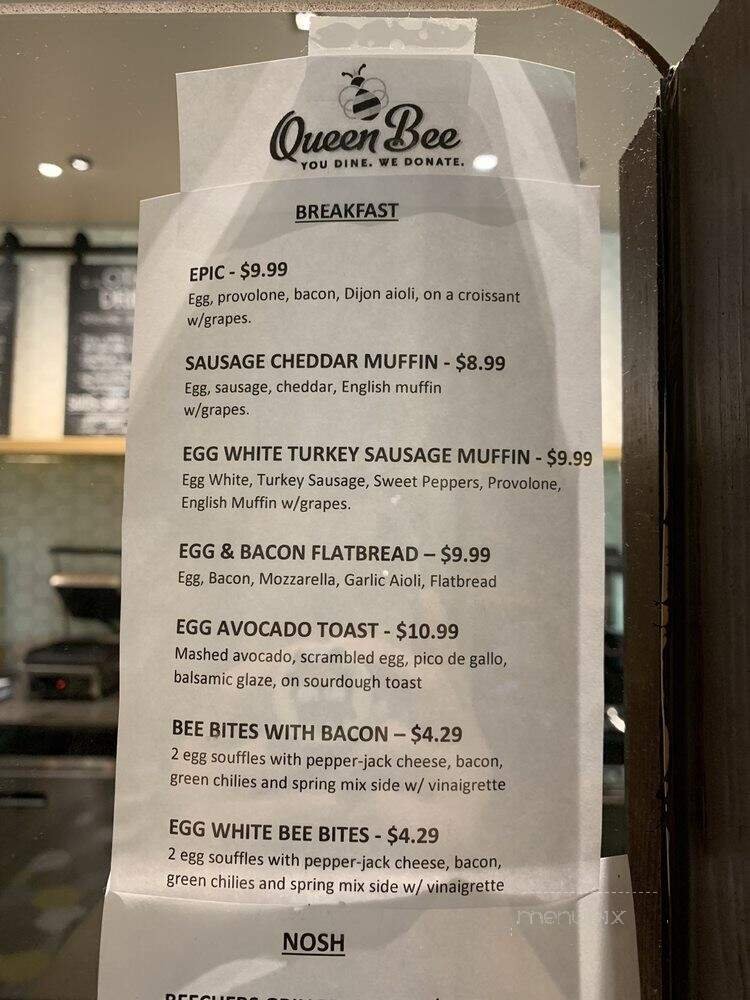 Queen Bee
YOU DINE. WE DONATE.
BREAKFAST
EPIC - $9.99
Egg, provolone, bacon, Dijon aioli, on a croissant
w/grapes.
SAUSAGE CHEDDAR MUFFIN - $8.99
Egg, sausage, cheddar, English muffin
w/grapes.
EGG WHITE TURKEY SAUSAGE MUFFIN - $9.99
Egg White, Turkey Sausage, Sweet Peppers, Provolone,
English Muffin w/grapes.
EGG & BACON FLATBREAD – $9.99
Egg, Bacon, Mozzarella, Garlic Aioli, Flatbread
EGG AVOCADO TOAST - $10.99
Mashed avocado, scrambled egg, pico de gallo,
balsamic glaze, on sourdough toast
BEE BITES WITH BACON – $4.29
2 egg souffles with pepper-jack cheese, bacon,
green chilies and spring mix side w/ vinaigrette
EGG WHITE BEE BITES - $4.29
2 egg souffles with pepper-jack cheese, bacon,
green chilies and spring mix side w/ vinaigrette
menupix
NOSH